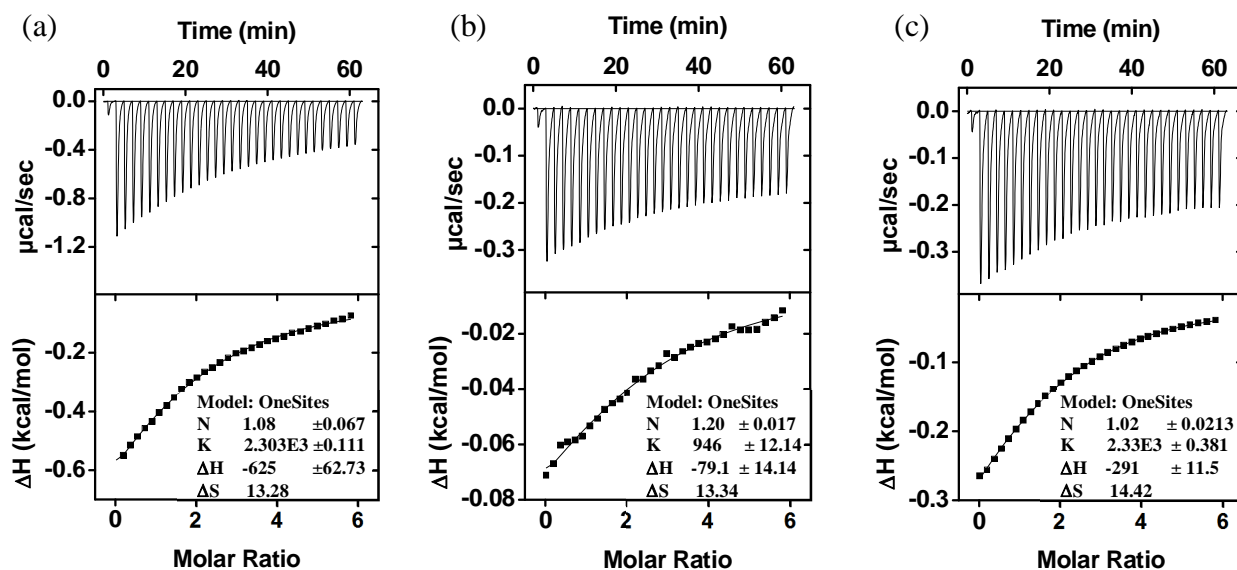 (a)
Time (min)
0 20 40 60
0.0
-0.4
-0.8
-1.2
µcal/sec
-0.2
-0.4
-0.6
ΔH (kcal/mol)
Model: OneSites
N 1.08 ±0.067
K 2.303E3 ±0.111
ΔH -625 ±62.73
ΔS 13.28
0 2 4 6
Molar Ratio
(b)
Time (min)
0 20 40 60
0.0
-0.1
-0.2
-0.3
µcal/sec
-0.02
-0.04
-0.06
-0.08
ΔH (kcal/mol)
Model: OneSites
N 1.20 ± 0.017
K 946 ± 12.14
ΔH -79.1 ± 14.14
ΔS 13.34
0 2 4 6
Molar Ratio
(c)
Time (min)
0 20 40 60
0.0
-0.1
-0.2
-0.3
µcal/sec
-0.1
-0.2
-0.3
ΔH (kcal/mol)
Model: OneSites
N 1.02 ± 0.0213
K 2.33E3 ± 0.381
ΔH -291 ± 11.5
ΔS 14.42
0 2 4 6
Molar Ratio